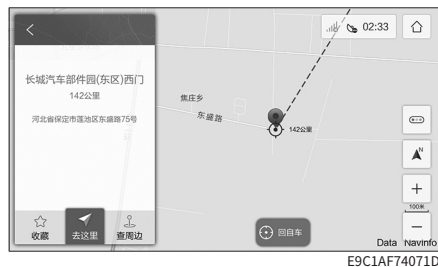 02:33
长城汽车部件园(东区)西门
142公里
河北省保定市莲池区东盛路75号
收藏
去这里
查周边
焦庄乡
东盛路
142公里
回自车
N
100米
Data Navinfo
E9C1AF74071D